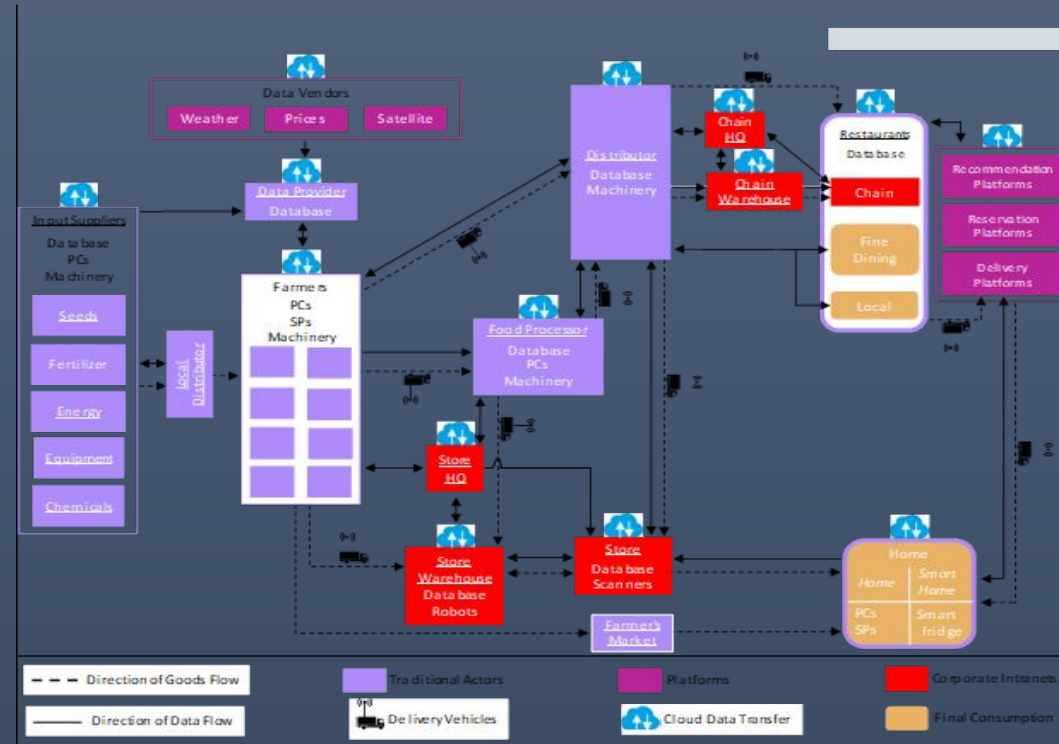 Data Vendors
Weather
Prices
Satellite
Data Provider
Database
Input Suppliers
Database
PCs
Machinery
Seeds
Fertilizer
Energy
Equipment
Chemicals
Local
Distributor
Farmers
PCs
SPs
Machinery
Food Processor
Database
PCs
Machinery
Distributor
Database
Machinery
Chain
HQ
Chain
Warehouse
Restaurants
Database
Chain
Fine
Dining
Local
Recommendation
Platforms
Reservation
Platforms
Delivery
Platforms
Store
HQ
Store
Warehouse
Database
Robots
Store
Database
Scanners
Farmer's
Market
Home
Home
Smart
Home
PCs
SPs
Smart
fridge
Direction of Goods Flow
Traditional Actors
Platforms
Corporate Intranets
Direction of Data Flow
Delivery Vehicles
Cloud Data Transfer
Final Consumption